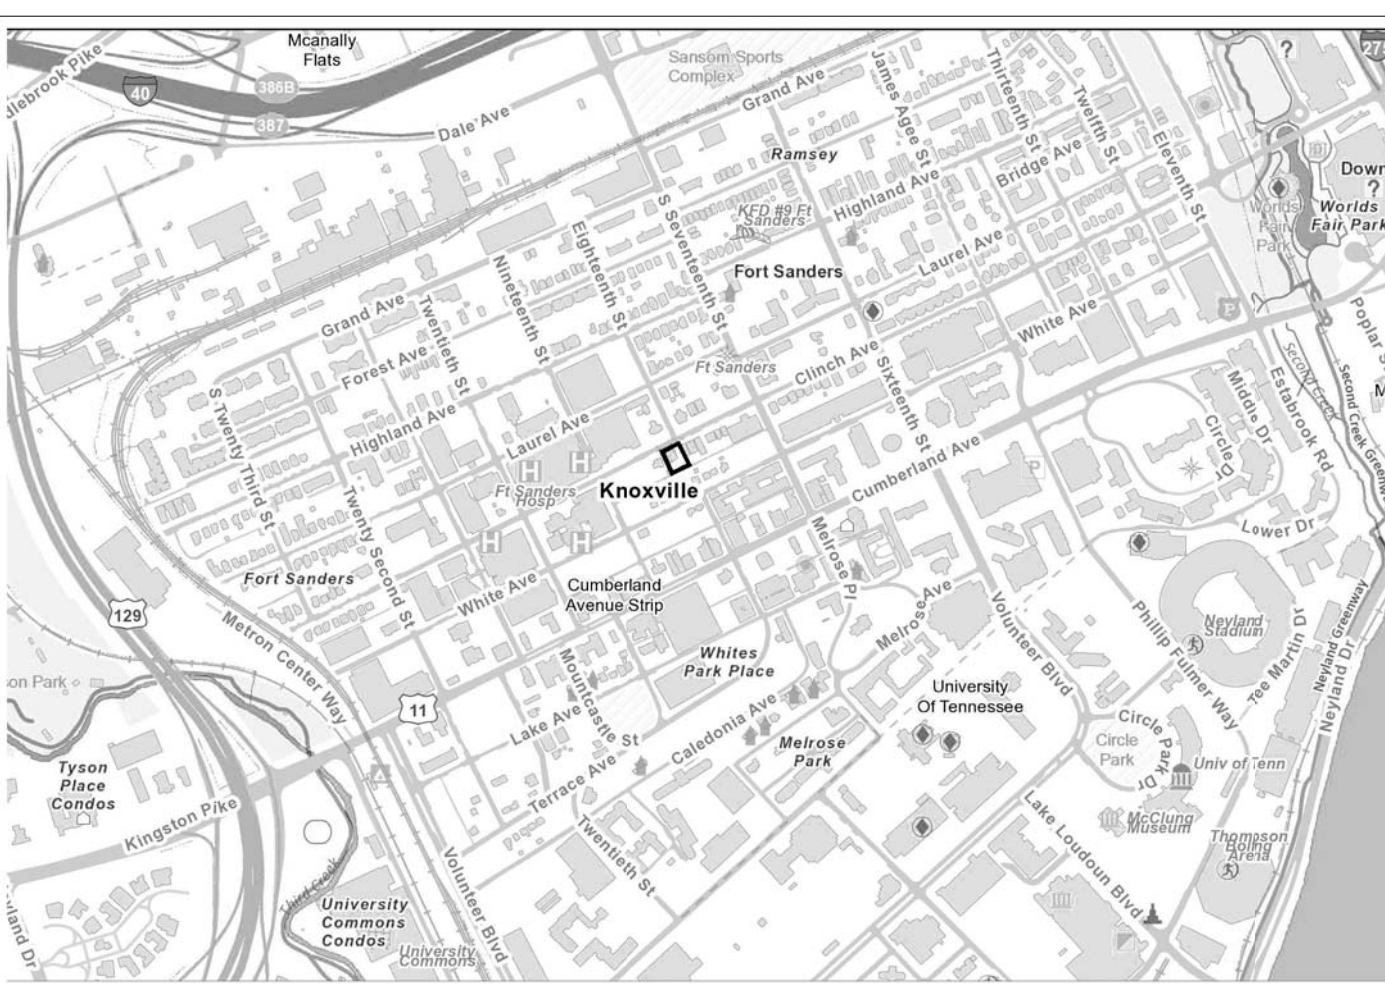 Mcanally
Flats
Sansom Sports
Complex
?
275
40
386B
387
Dale Ave
Grand Ave
James Agee St
Thirteenth St
Twelfth St
Eleventh St
Bridge Ave
Ramsey
Highland Ave
Down
?
Worlds
Fair Park
Worlds
Fair
Park
S Seventeenth St
KFD #9 Ft
Sanders
Eighteenth St
Nineteenth St
Fort Sanders
Laurel Ave
White Ave
Grand Ave
Twentieth St
Forest Ave
Ft Sanders
Clinch Ave
Sixteenth St
P
Second Creek
Estabrook Rd
Middle Dr
Circle Dr
S Twenty Third St
Highland Ave
Laurel Ave
H
H
Ft Sanders
Hosp
Knoxville
Cumberland Ave
P
Twenty Second St
H
H
Melrose Pl
Lower Dr
Fort Sanders
White Ave
Cumberland
Avenue Strip
Melrose Ave
Volunteer Blvd
129
Metron Center Way
Whites
Park Place
Neyland
Stadium
Phillip Fulmer Way
Neyland Greenway
Neyland Dr
son Park
11
Lake Ave
Mountcastle St
Caledonia Ave
University
Of Tennessee
Circle Park Dr
Circle
Park
Univ of Tenn
Melrose
Park
Tyson
Place
Condos
Terrace Ave
Kingston Pike
Twentieth St
Lake Loudoun Blvd
McClung
Museum
Thompson
Boling
Arena
Third Creek
Volunteer Blvd
University
Commons
Condos
University
Commons